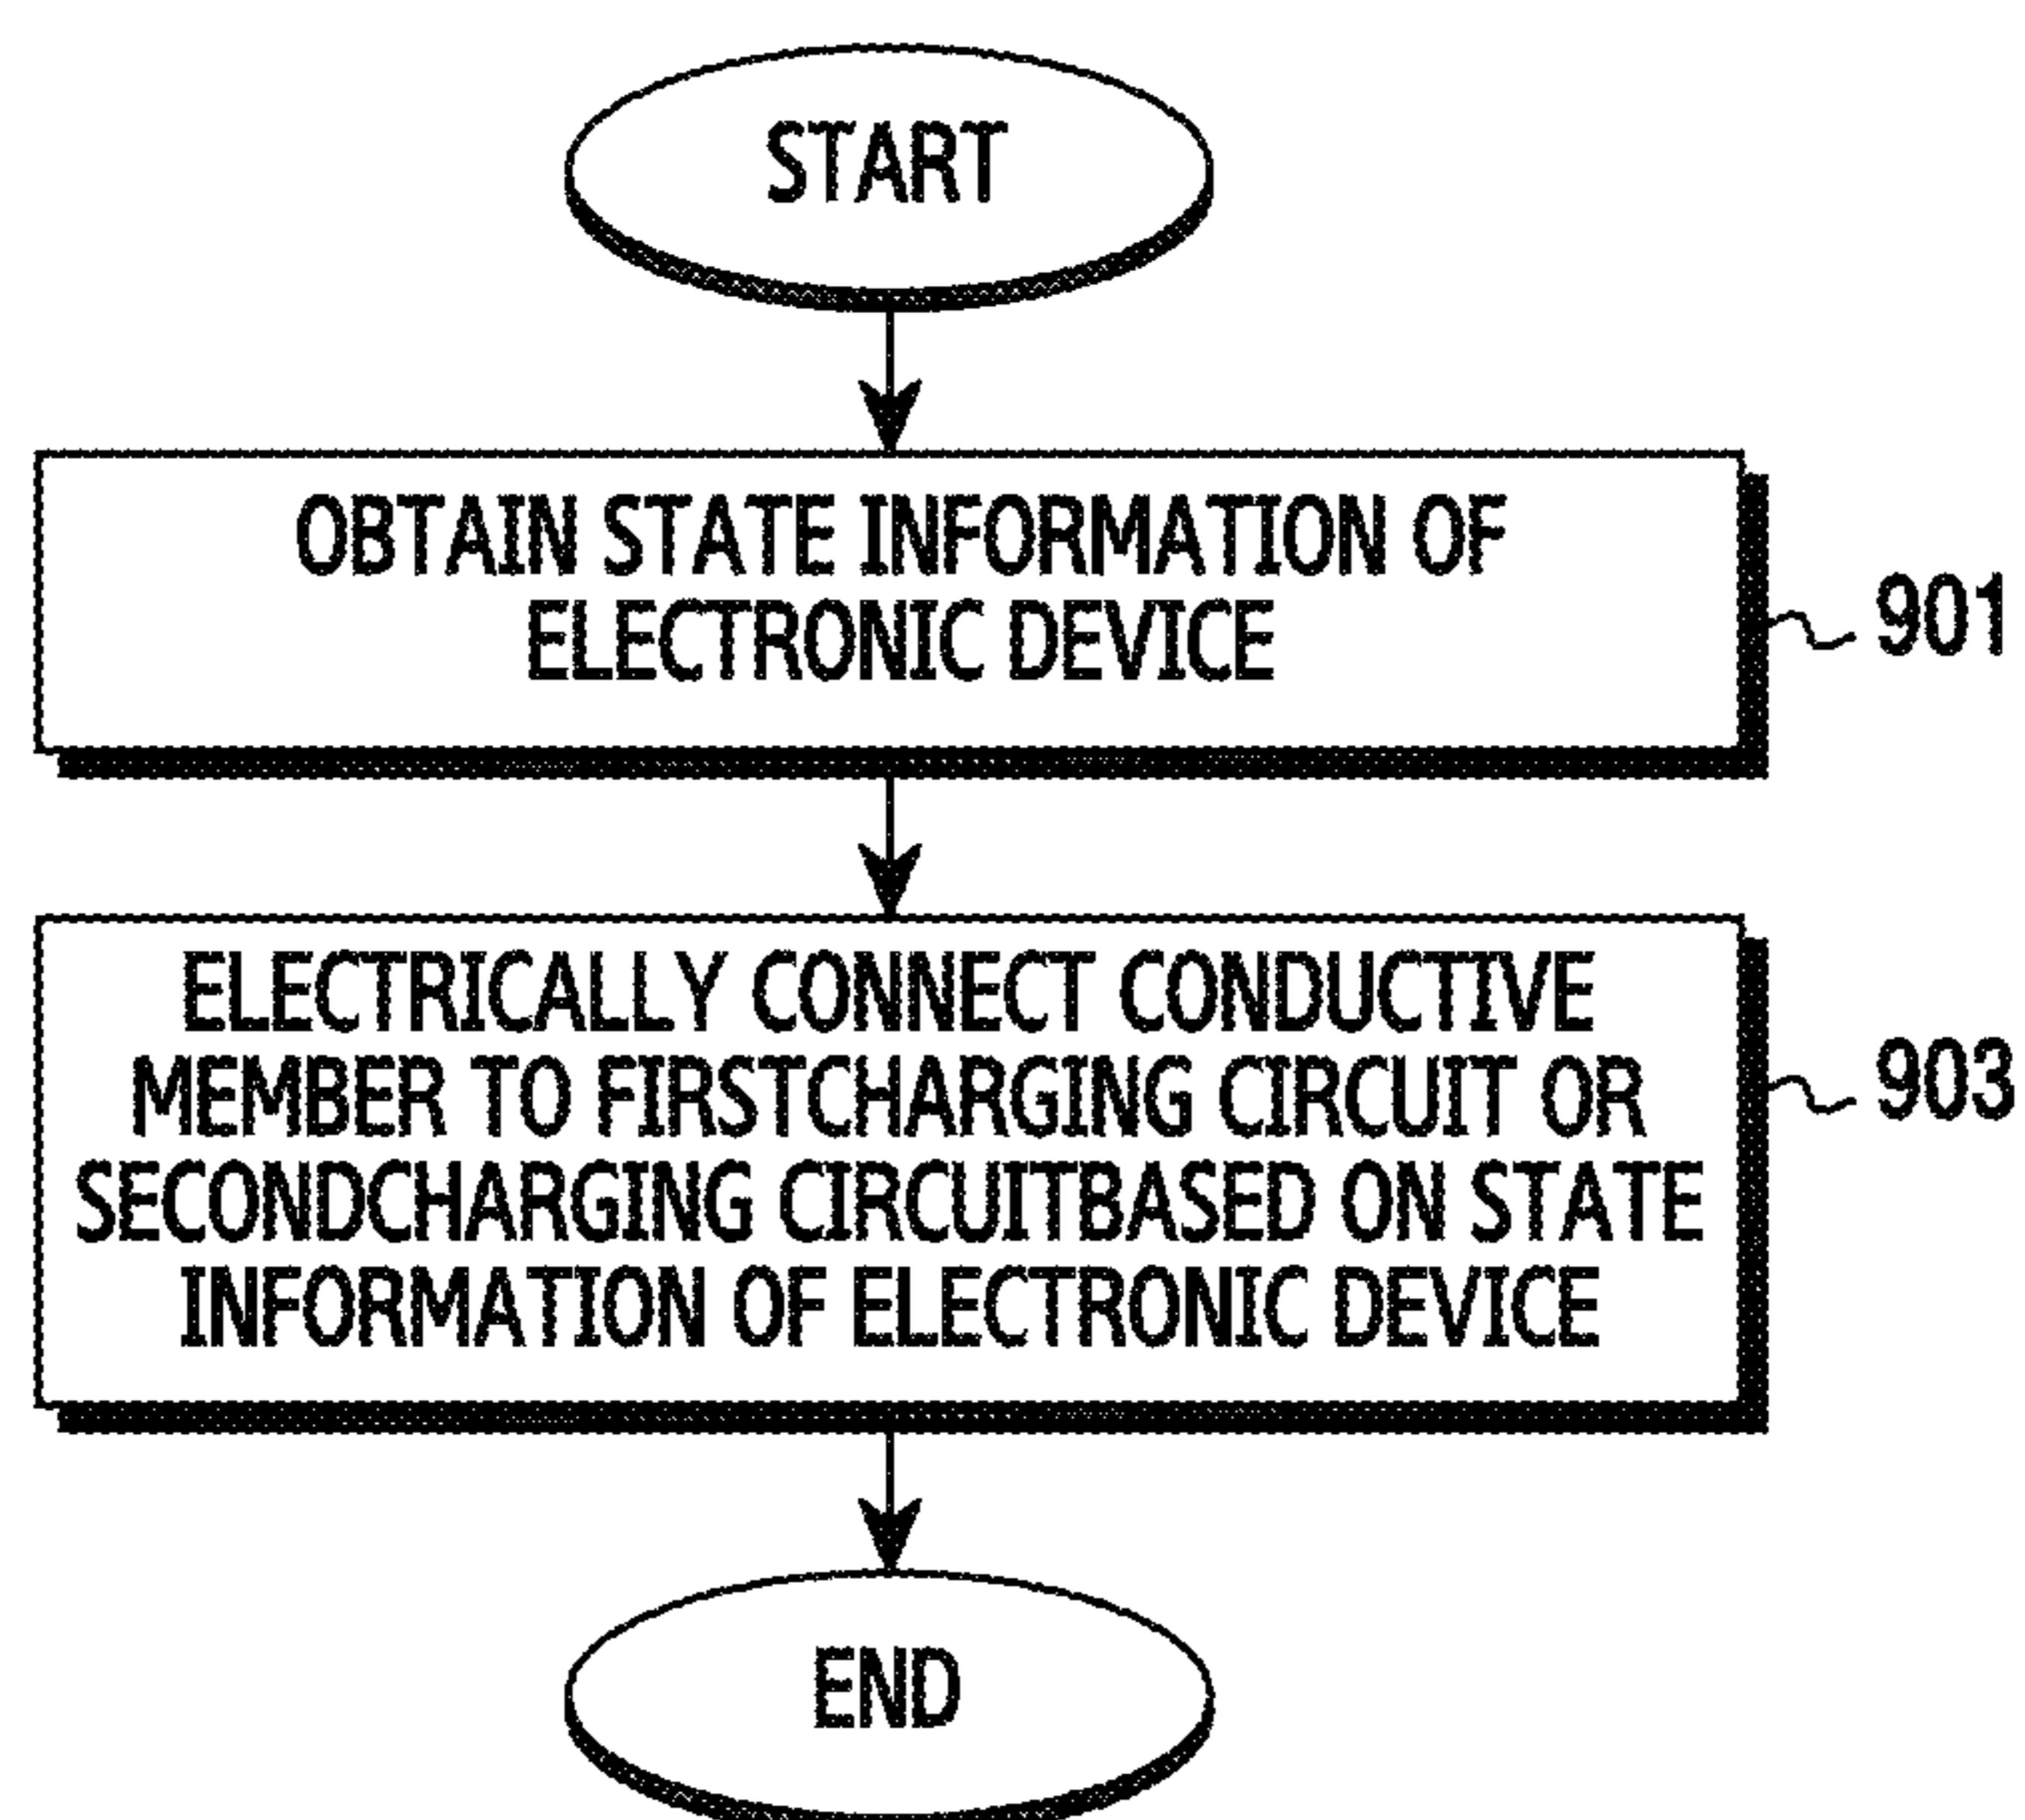 START
OBTAIN STATE INFORMATION OF
ELECTRONIC DEVICE
901
ELECTRICALLY CONNECT CONDUCTIVE
MEMBER TO FIRSTCHARGING CIRCUIT OR
SECONDCHARGING CIRCUITBASED ON STATE
INFORMATION OF ELECTRONIC DEVICE
903
END